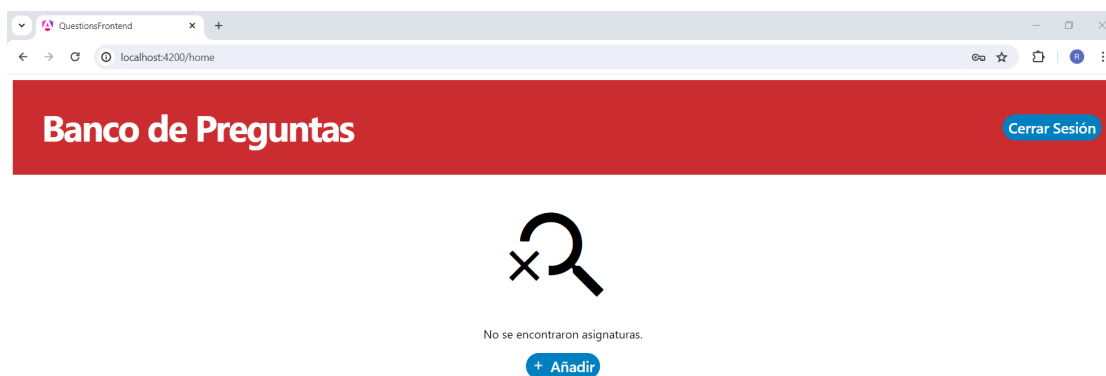 QuestionsFrontend
localhost:4200/home
R
Banco de Preguntas
Cerrar Sesión
No se encontraron asignaturas.
+ Añadir